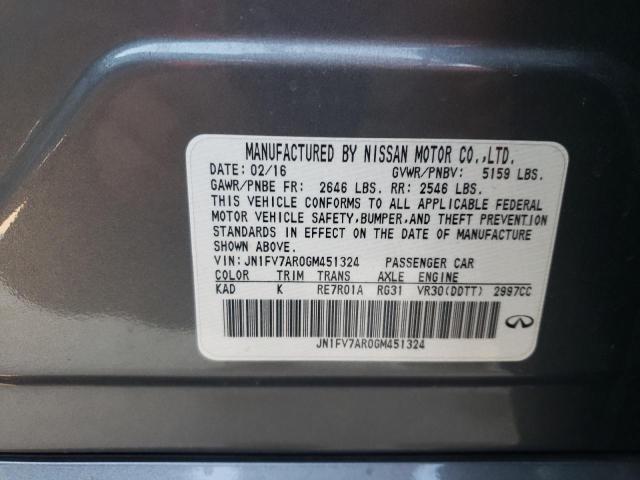 MANUFACTURED BY NISSAN MOTOR CO.,LTD.
DATE: 02/16 GVWR/PNBV: 5159 LBS.
GAWR/PNBE FR: 2646 LBS. RR: 2546 LBS.
THIS VEHICLE CONFORMS TO ALL APPLICABLE FEDERAL
MOTOR VEHICLE SAFETY,BUMPER,AND THEFT PREVENTION
STANDARDS IN EFFECT ON THE DATE OF MANUFACTURE
SHOWN ABOVE.
VIN: JN1FV7AR0GM451324 PASSENGER CAR
COLOR TRIM TRANS AXLE ENGINE
KAD K RE7R01A RG31 VR30(DDTT) 2997CC
JN1FV7AR0GM451324